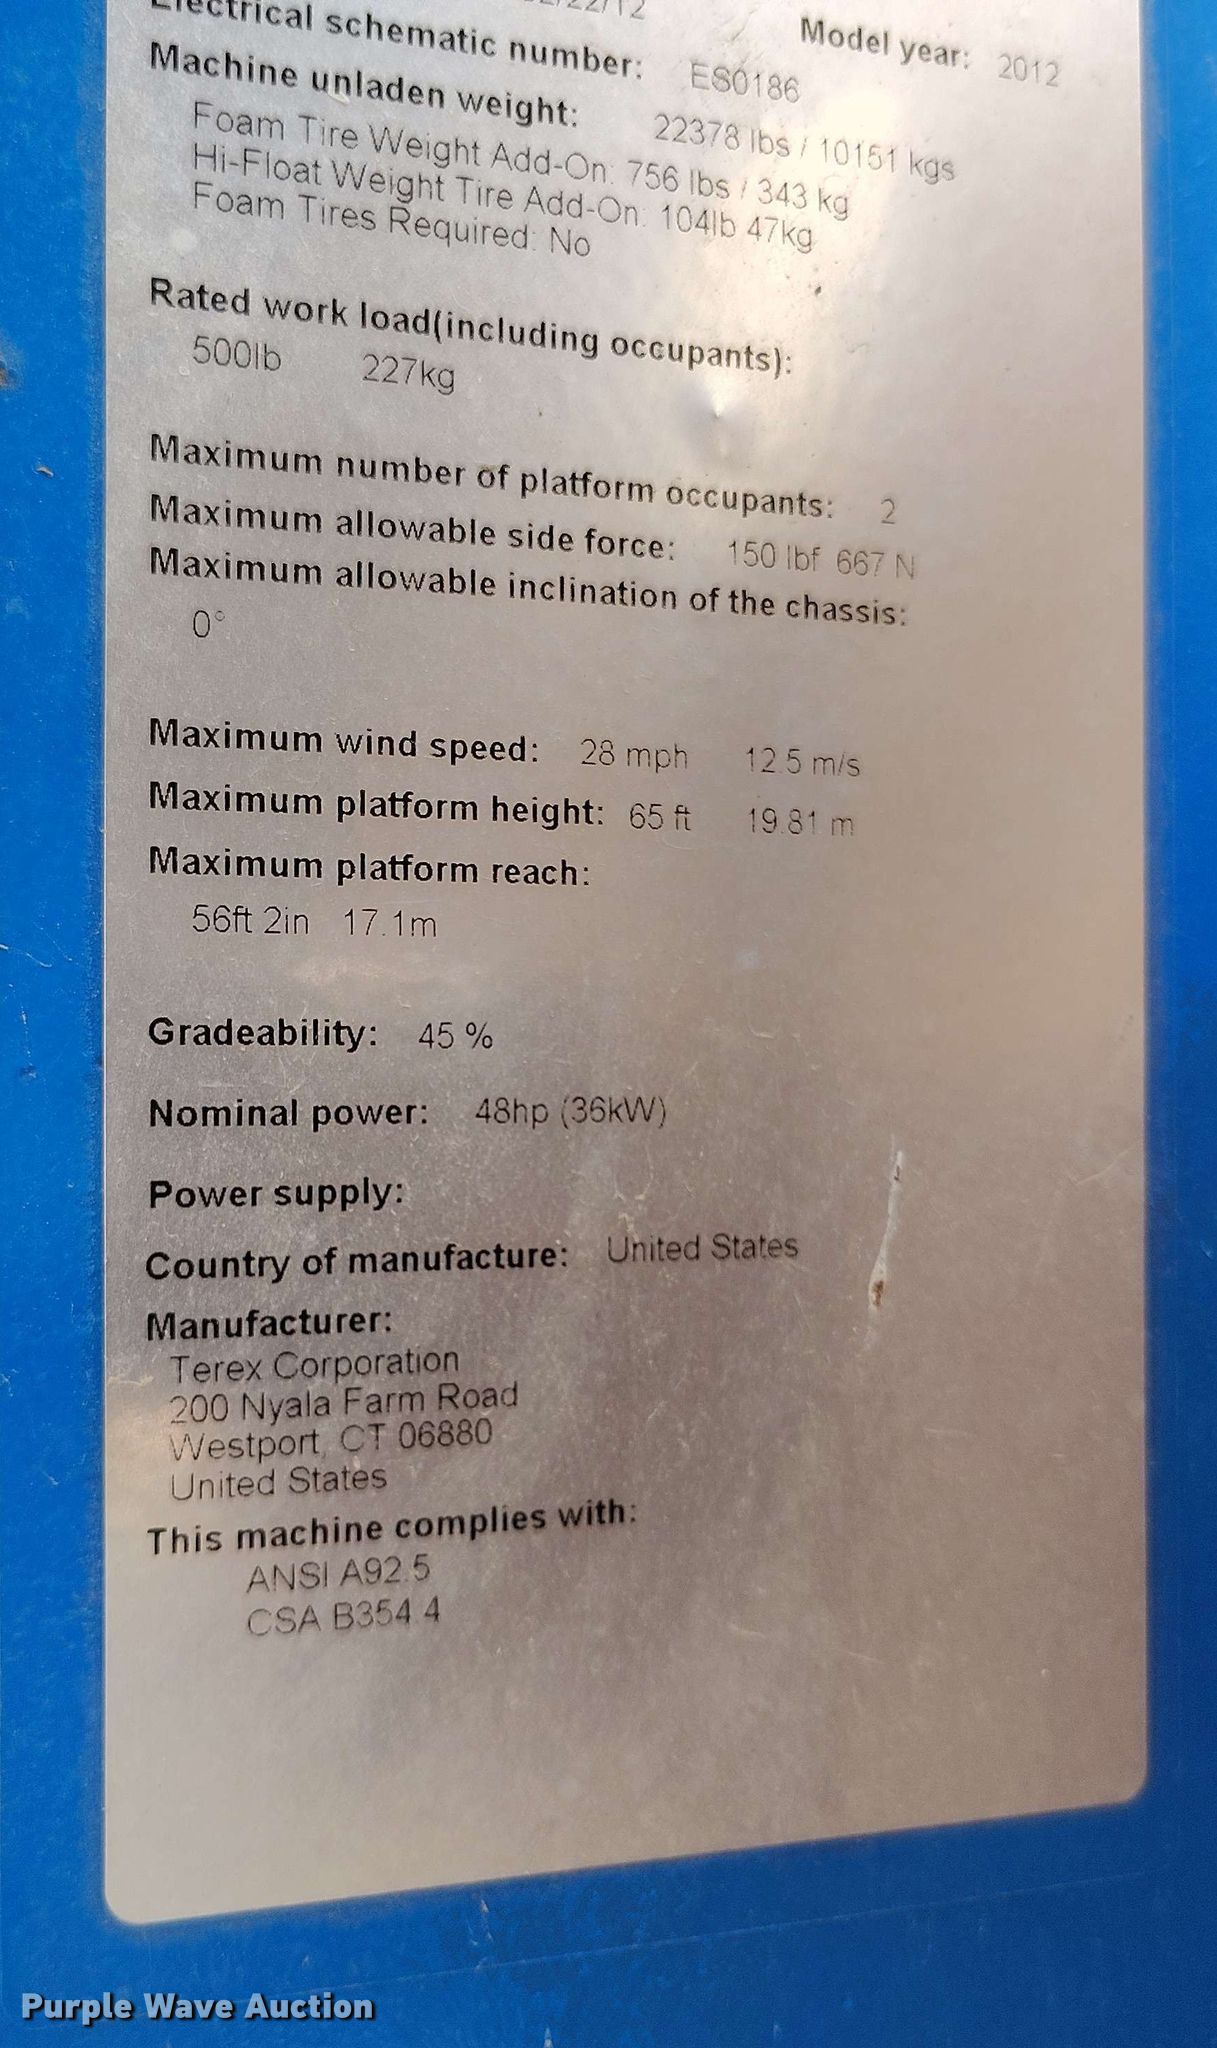 Model year: 2012
Electrical schematic number: ES0186
Machine unladen weight: 22378 lbs / 10151 kgs
Foam Tire Weight Add-On: 756 lbs / 343 kg
Hi-Float Weight Tire Add-On: 104lb 47kg
Foam Tires Required: No
Rated work load(including occupants):
500lb 227kg
Maximum number of platform occupants: 2
Maximum allowable side force: 150 lbf 667 N
Maximum allowable inclination of the chassis:
0°
Maximum wind speed: 28 mph 12.5 m/s
Maximum platform height: 65 ft 19.81 m
Maximum platform reach:
56ft 2in 17.1m
Gradeability: 45 %
Nominal power: 48hp (36kW)
Power supply:
Country of manufacture: United States
Manufacturer:
Terex Corporation
200 Nyala Farm Road
Westport, CT 06880
United States
This machine complies with:
ANSI A92.5
CSA B354.4
Purple Wave Auction